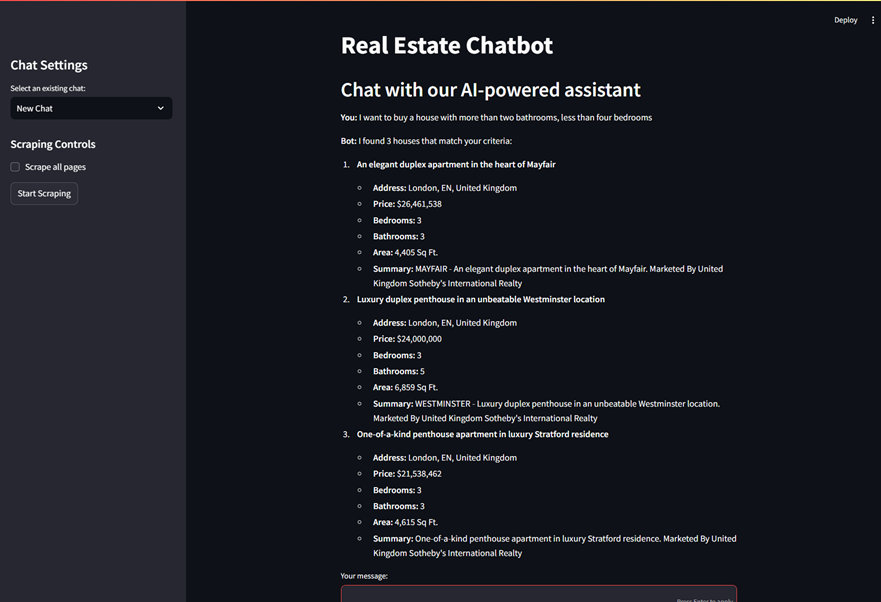 Deploy
Chat Settings
Select an existing chat:
New Chat
Scraping Controls
Scrape all pages
Start Scraping
Real Estate Chatbot
Chat with our AI-powered assistant
You: I want to buy a house with more than two bathrooms, less than four bedrooms
Bot: I found 3 houses that match your criteria:
1. An elegant duplex apartment in the heart of Mayfair
Address: London, EN, United Kingdom
Price: $26,461,538
Bedrooms: 3
Bathrooms: 3
Area: 4,405 Sq Ft.
Summary: MAYFAIR - An elegant duplex apartment in the heart of Mayfair. Marketed By United
Kingdom Sotheby's International Realty
2. Luxury duplex penthouse in an unbeatable Westminster location
Address: London, EN, United Kingdom
Price: $24,000,000
Bedrooms: 3
Bathrooms: 5
Area: 6,859 Sq Ft.
Summary: WESTMINSTER - Luxury duplex penthouse in an unbeatable Westminster location.
Marketed By United Kingdom Sotheby's International Realty
3. One-of-a-kind penthouse apartment in luxury Stratford residence
Address: London, EN, United Kingdom
Price: $21,538,462
Bedrooms: 3
Bathrooms: 3
Area: 4,615 Sq Ft.
Summary: One-of-a-kind penthouse apartment in luxury Stratford residence. Marketed By United
Kingdom Sotheby's International Realty
Your message:
Press Enter to apply